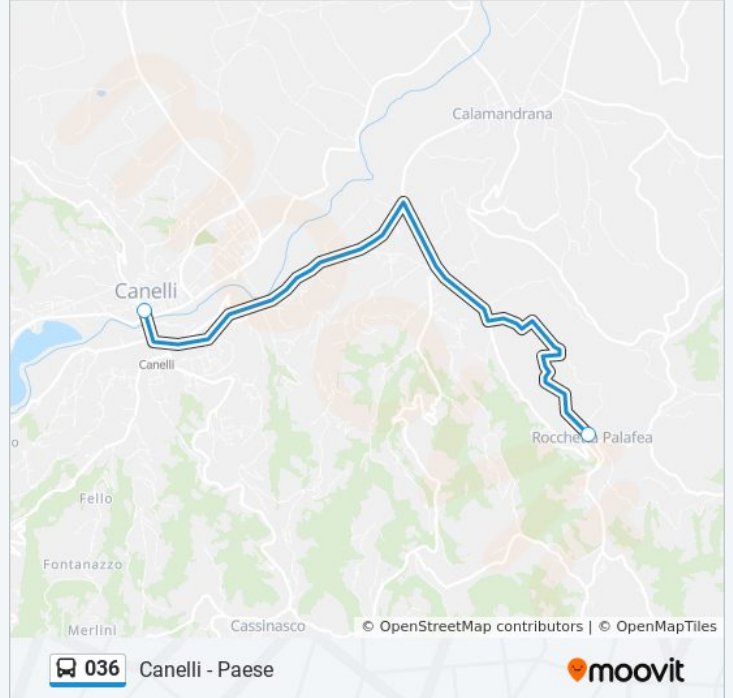 Calamandrana
Canelli
Canelli
Rocchetta Palafea
o
Fello
Fontanazzo
Merlini
Cassinasco
© OpenStreetMap contributors | © OpenMapTiles
036 Canelli - Paese
moovit